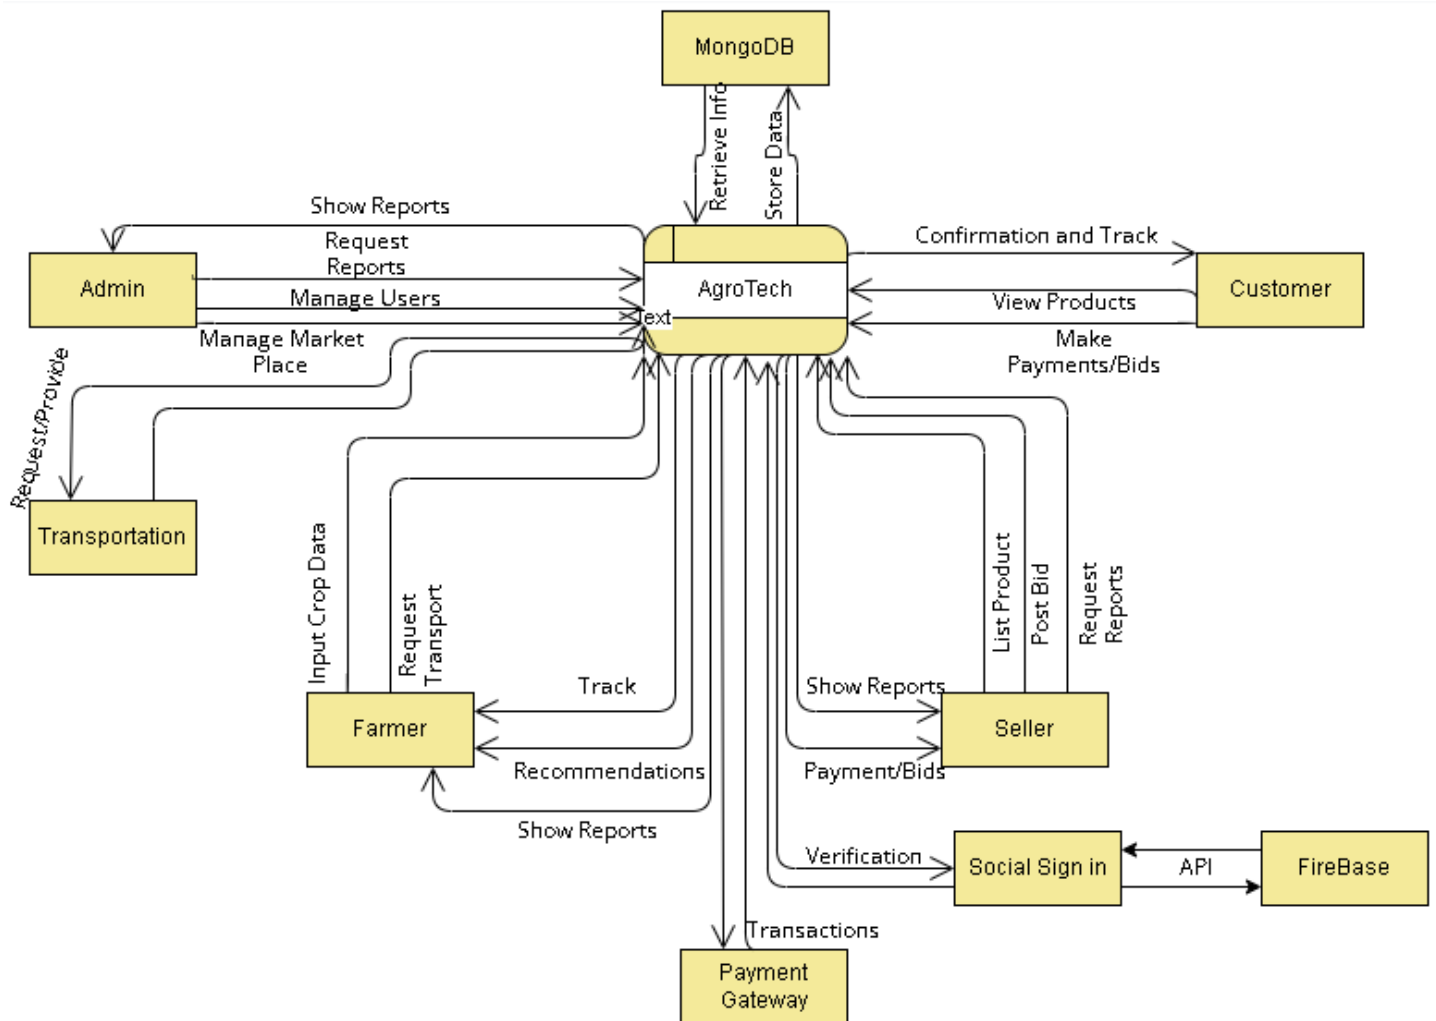 MongoDB
Retrieve Info
Store Data
Show Reports
Request
Reports
Admin
Manage Users
Manage Market
Place
AgroTech
ext
Confirmation and Track
Customer
View Products
Make
Payments/Bids
Request/Provide
Transportation
Input Crop Data
Request
Transport
List Product
Post Bid
Request
Reports
Farmer
Track
Recommendations
Show Reports
Show Reports
Seller
Payment/Bids
Verification
Social Sign in
API
FireBase
Transactions
Payment
Gateway